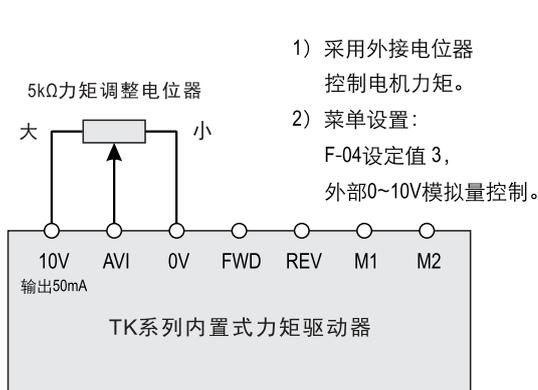 1) 采用外接电位器
控制电机力矩。
2) 菜单设置:
F-04设定值 3,
外部0~10V模拟量控制。
5kΩ力矩调整电位器
大 小
10V AVI 0V FWD REV M1 M2
输出50mA
TK系列内置式力矩驱动器